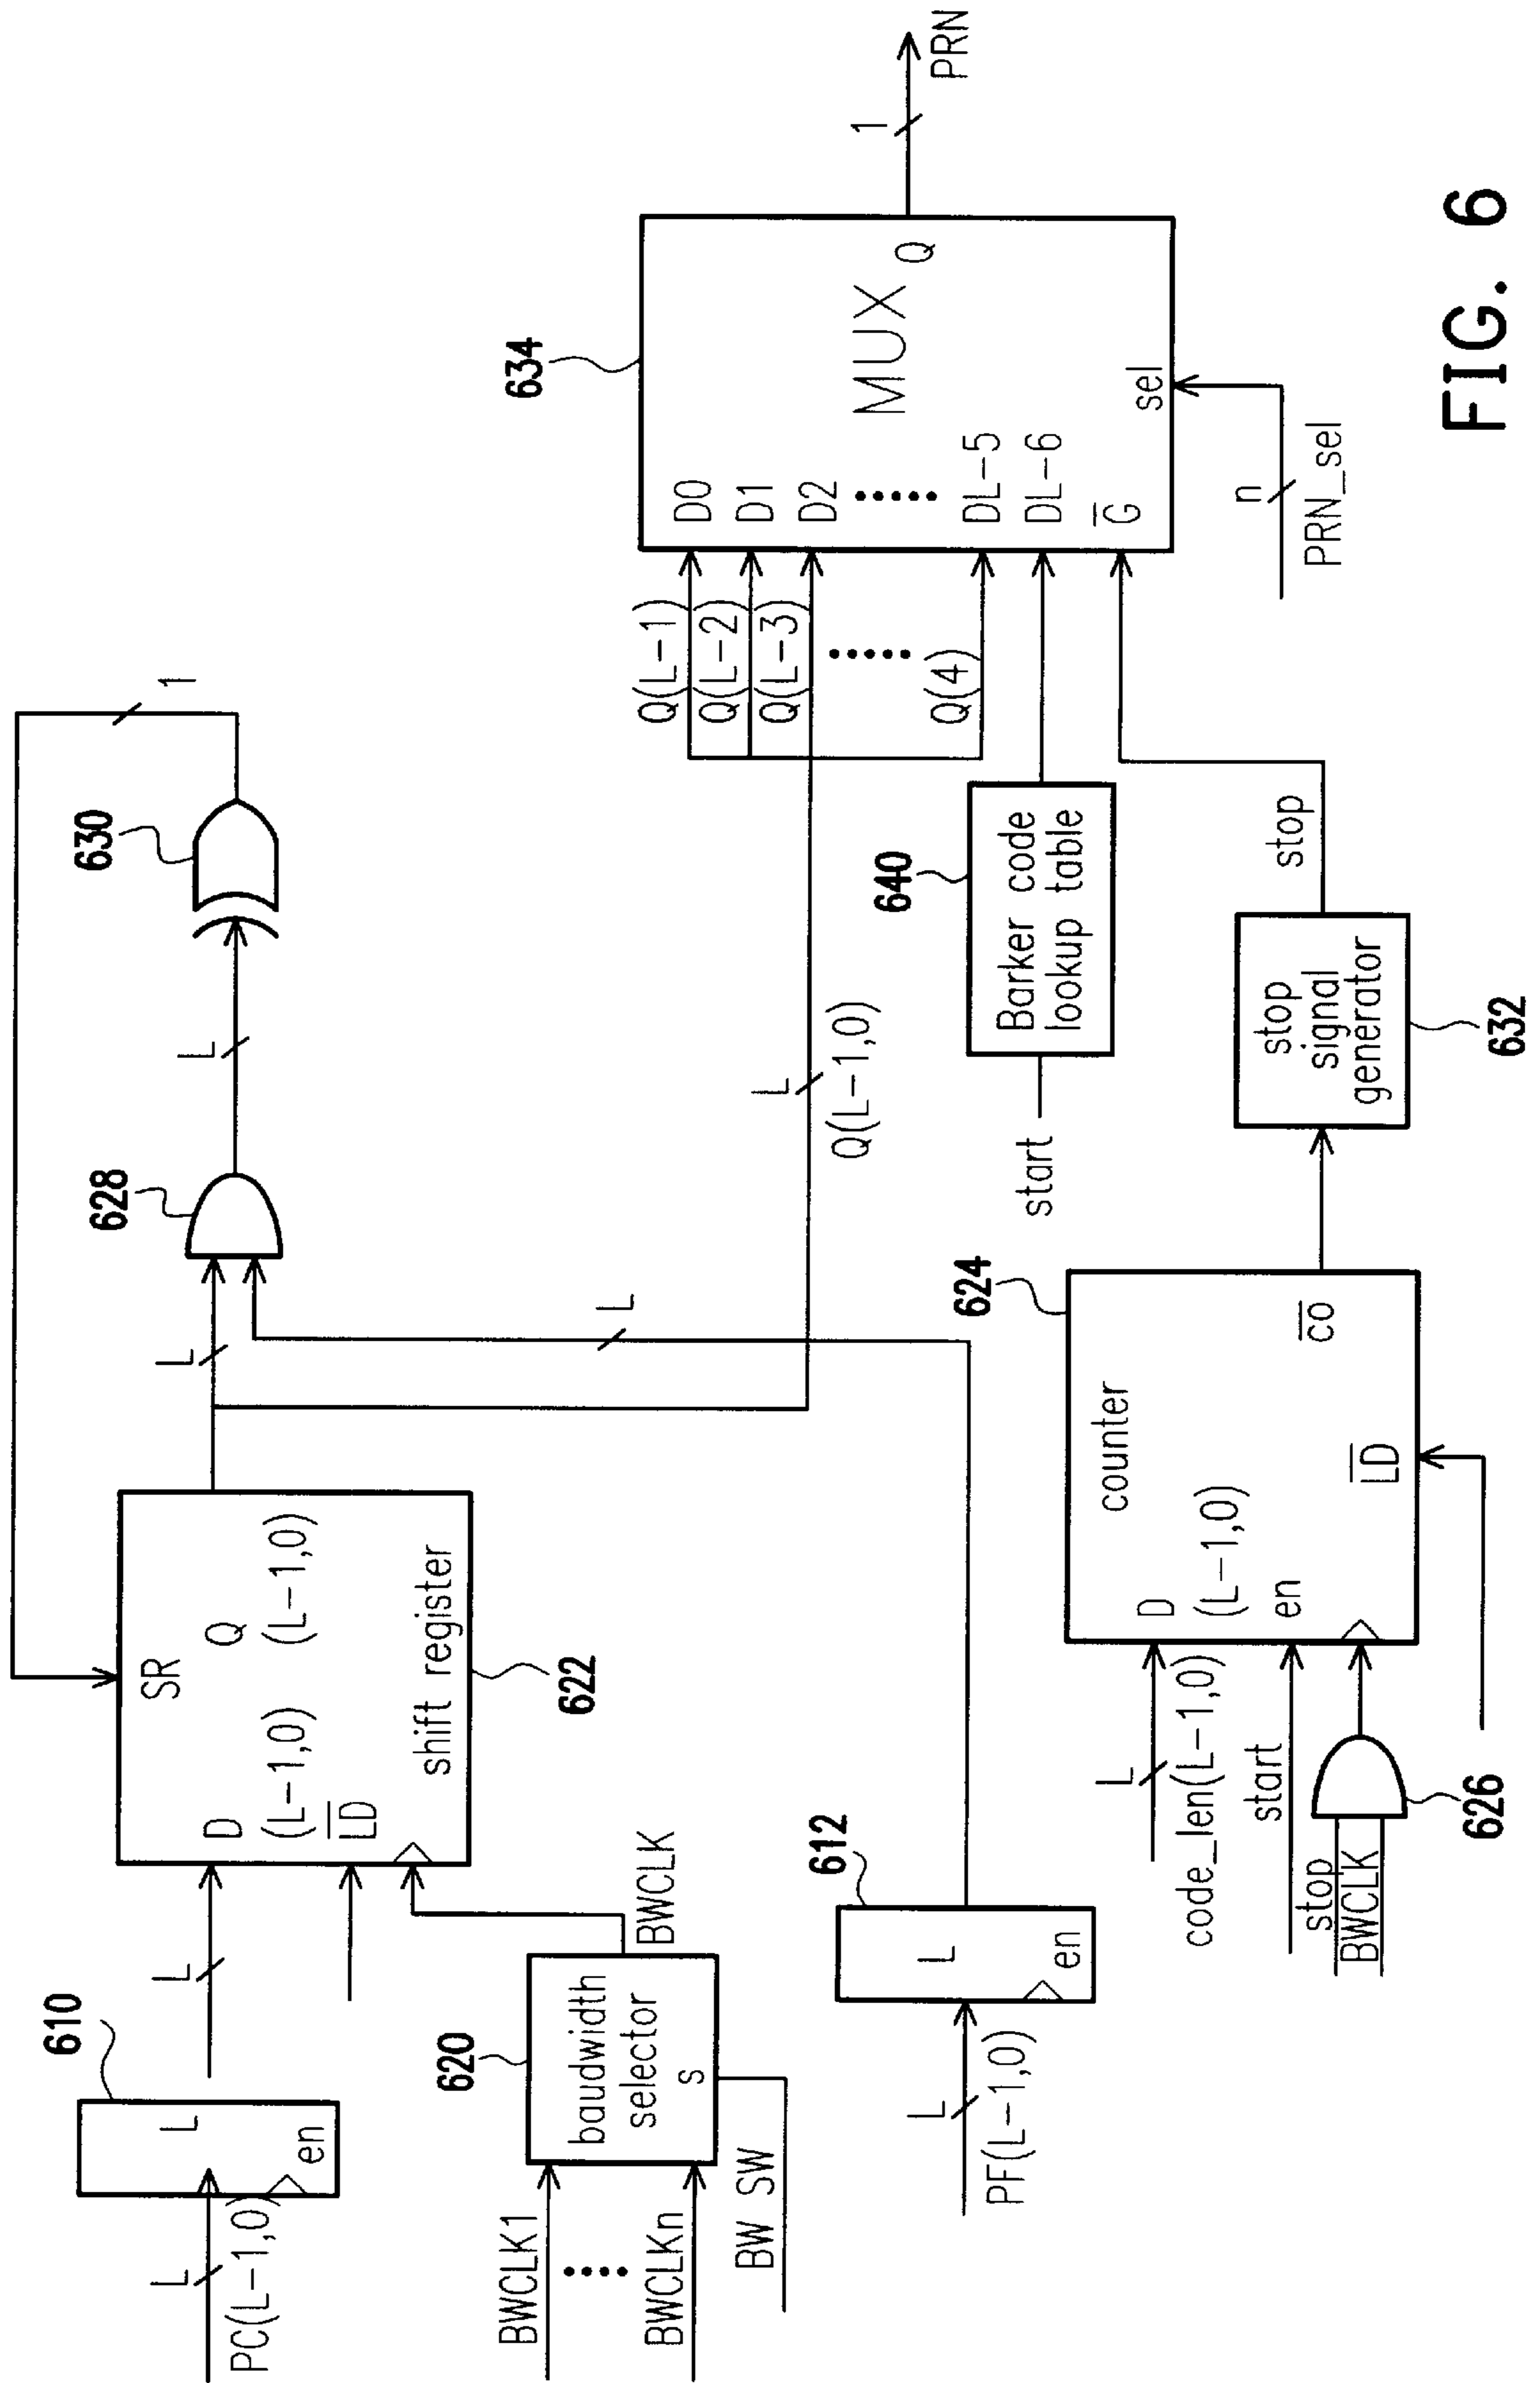 610
L
PC(L-1,0)
L
en
L
D
(L-1,0)
LD
SR
Q
(L-1,0)
shift register
622
620
BWCLK1
BWCLKn
BW SW
baudwidth
selector
s
BWCLK
L
L
628
L
630
1
612
L
PF(L-1,0)
L
en
L
Q(L-1,0)
Q(L-1)
Q(L-2)
Q(L-3)
Q(4)
start
640
Barker code
lookup table
634
D0
D1
D2
DL-5
DL-6
G
MUX
Q
sel
n
PRN_sel
1
PRN
L
code_len(L-1,0)
start
stop
BWCLK
626
624
counter
D
(L-1,0)
en
LD
co
stop
signal
generator
632
stop
FIG. 6